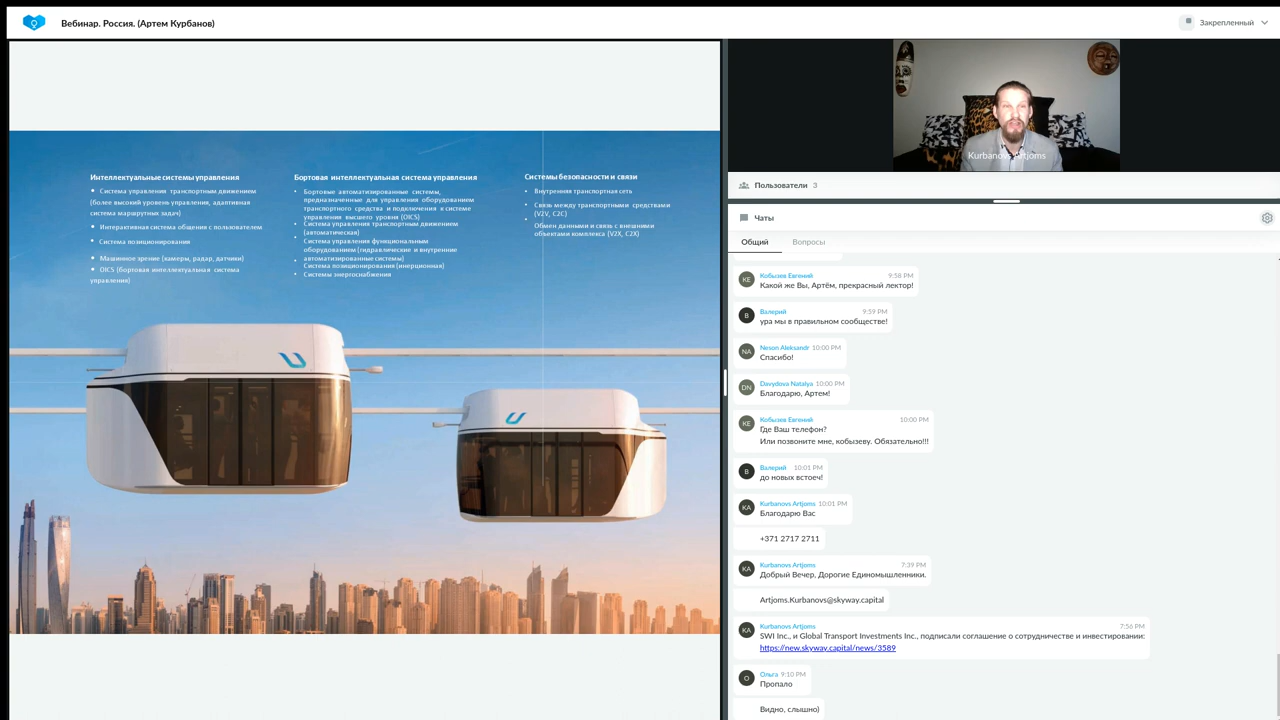 Вебинар. Россия. (Артем Курбанов)
Закрепленный
Интеллектуальные системы управления
• Система управления транспортным движением
(более высокий уровень управления, адаптивная
система маршрутных задач)
• Интерактивная система общения с пользователем
• Система позиционирования
• Машинное зрение (камеры, радар, датчики)
• OICS (бортовая интеллектуальная система
управления)
Бортовая интеллектуальная система управления
• Бортовые автоматизированные системы,
предназначенные для управления оборудованием
транспортного средства и подключения к системе
управления высшего уровня (OICS)
• Система управления транспортным движением
(автоматическая)
• Система управления функциональным
оборудованием (гидравлические и внутренние
автоматизированные системы)
• Система позиционирования (инерционная)
• Системы энергоснабжения
Системы безопасности и связи
• Внутренняя транспортная сеть
• Связь между транспортными средствами
(V2V, C2C)
• Обмен данными и связь с внешними
объектами комплекса (V2X, C2X)
Kurbanovs Artjoms
Пользователи 3
Чаты
Общий Вопросы
KE Кобызев Евгений 9:58 PM
Какой же Вы, Артём, прекрасный лектор!
В Валерий 9:59 PM
ура мы в правильном сообществе!
NA Neson Aleksandr 10:00 PM
Спасибо!
DN Davydova Natalya 10:00 PM
Благодарю, Артем!
KE Кобызев Евгений 10:00 PM
Где Ваш телефон?
Или позвоните мне, кобызеву. Обязательно!!!
В Валерий 10:01 PM
до новых встоеч!
KA Kurbanovs Artjoms 10:01 PM
Благодарю Вас
+371 2717 2711
KA Kurbanovs Artjoms 7:39 PM
Добрый Вечер, Дорогие Единомышленники.
Artjoms.Kurbanovs@skyway.capital
KA Kurbanovs Artjoms 7:56 PM
SWI Inc., и Global Transport Investments Inc., подписали соглашение о сотрудничестве и инвестировании:
https://new.skyway.capital/news/3589
О Ольга 9:10 PM
Пропало
Видно, слышно)